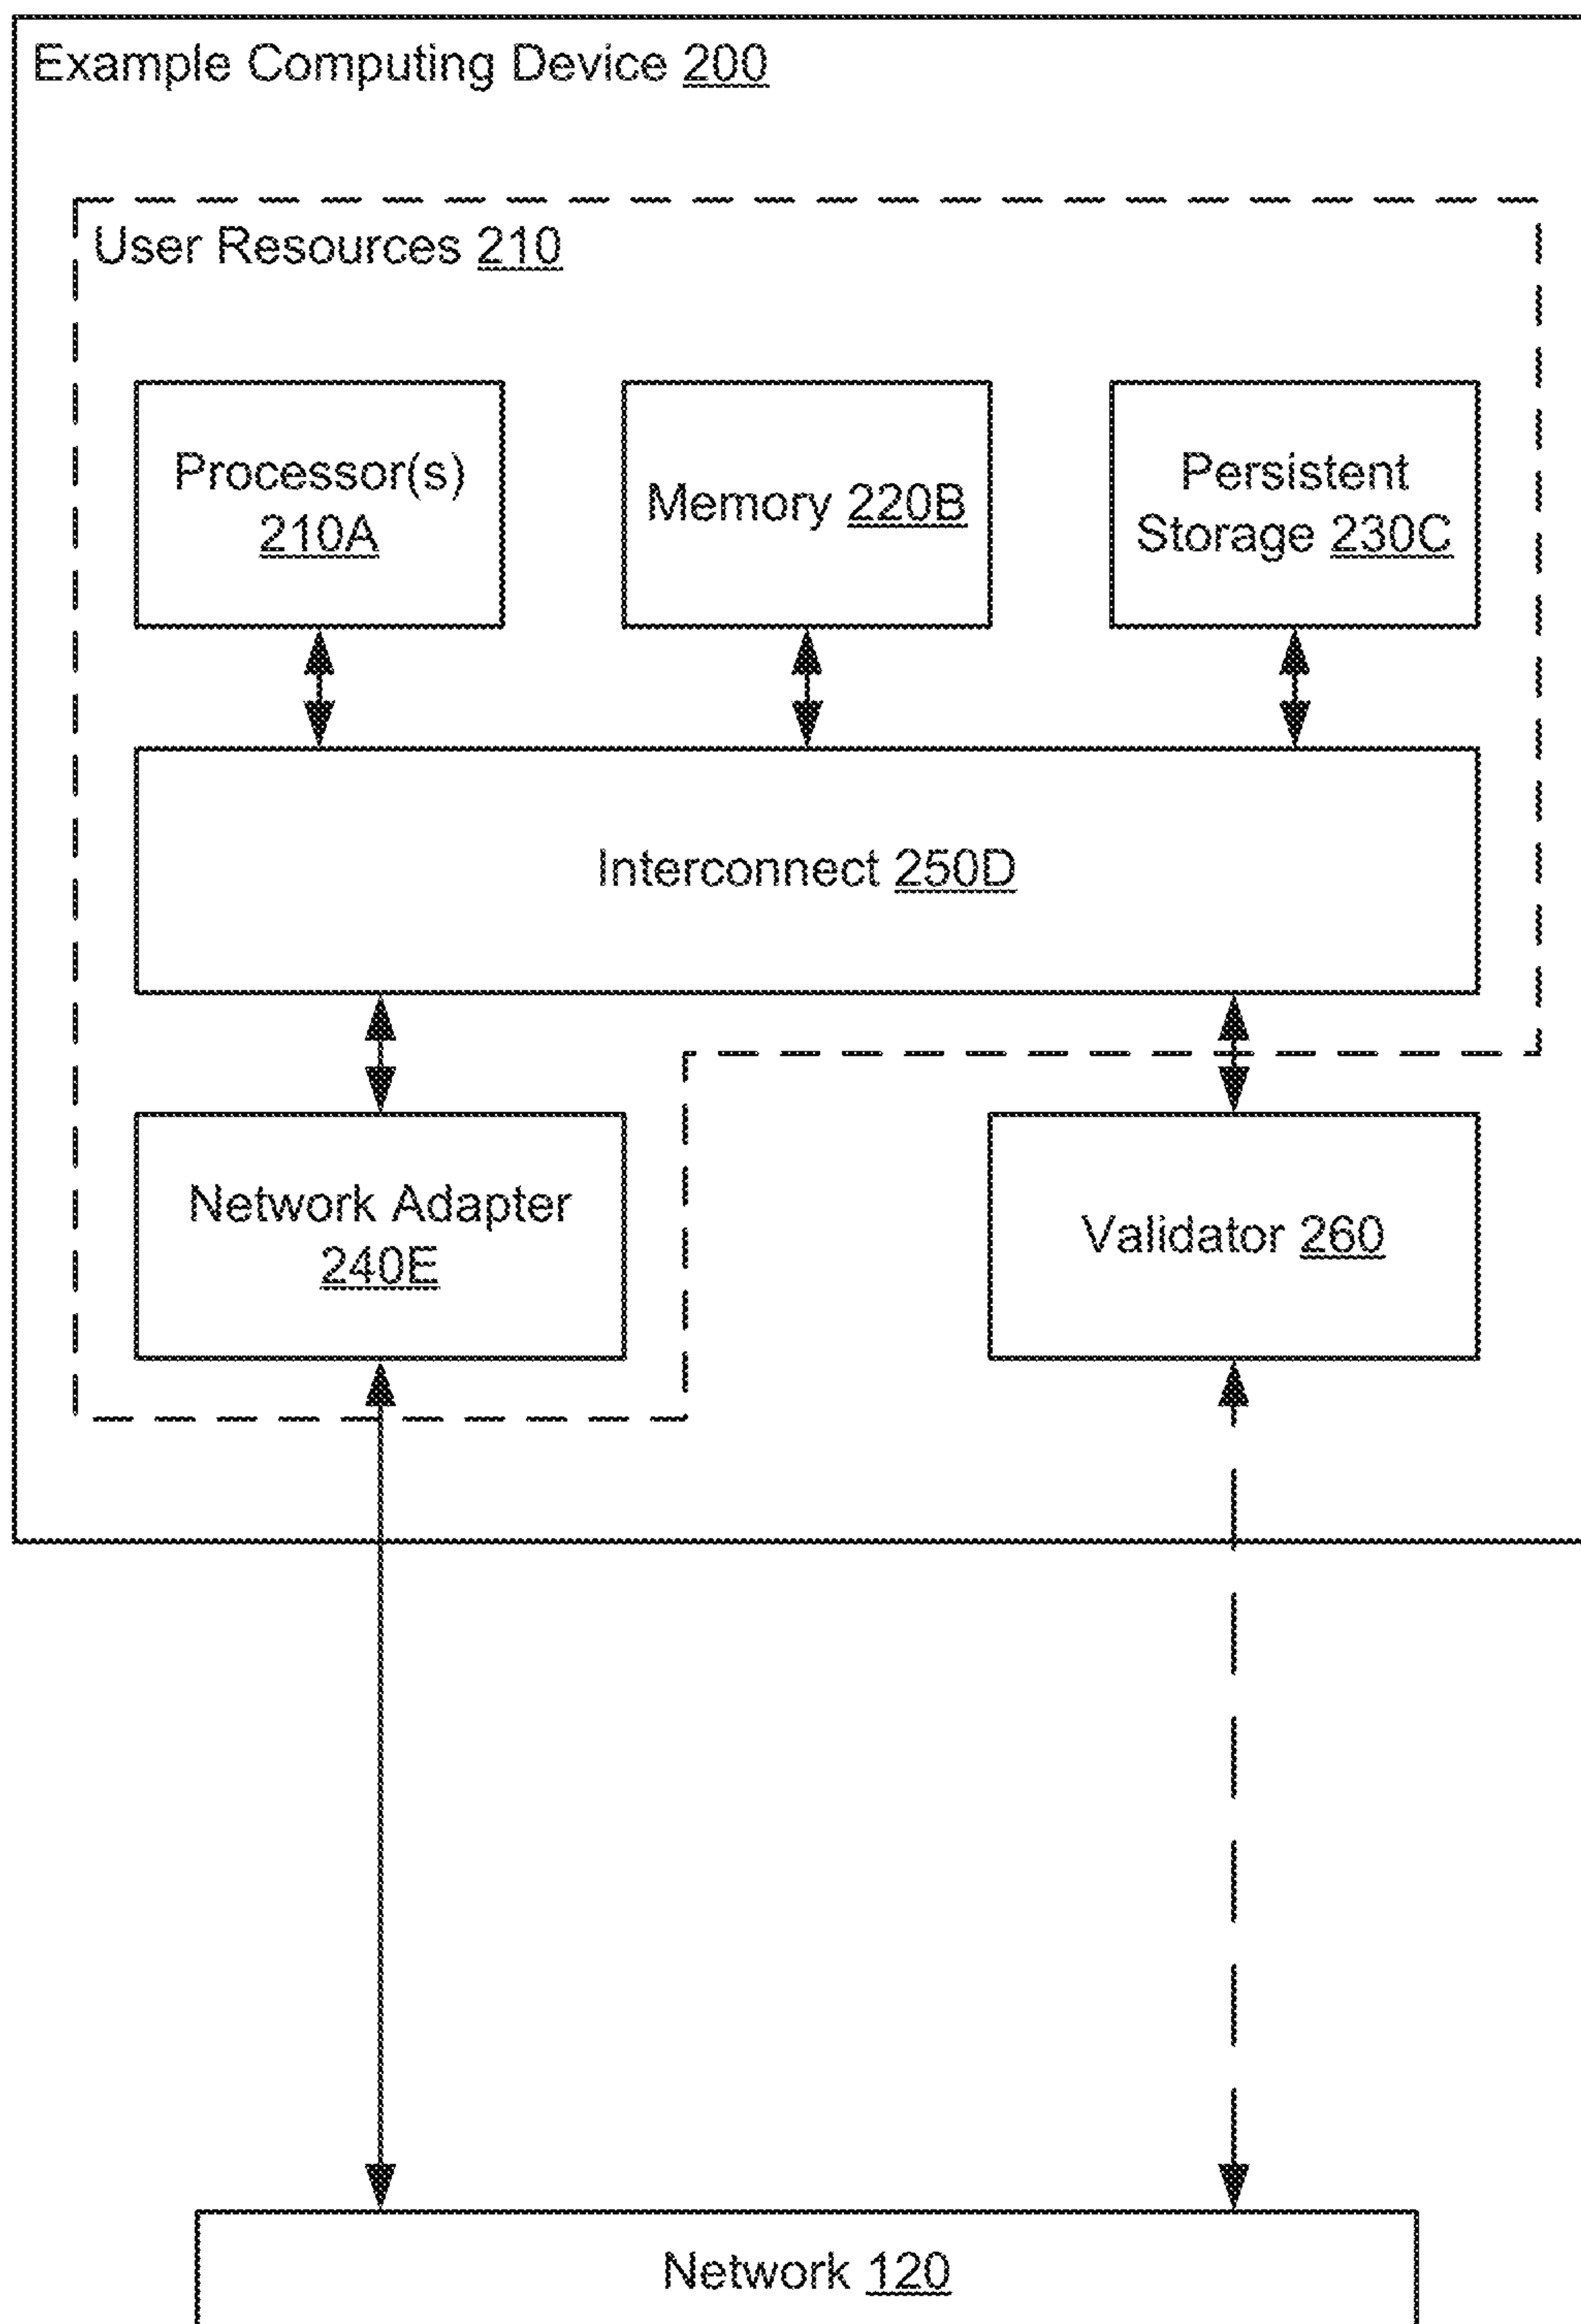 Example Computing Device 200
User Resources 210
Processor(s)
210A
Memory 220B
Persistent
Storage 230C
Interconnect 250D
Network Adapter
240E
Validator 260
Network 120